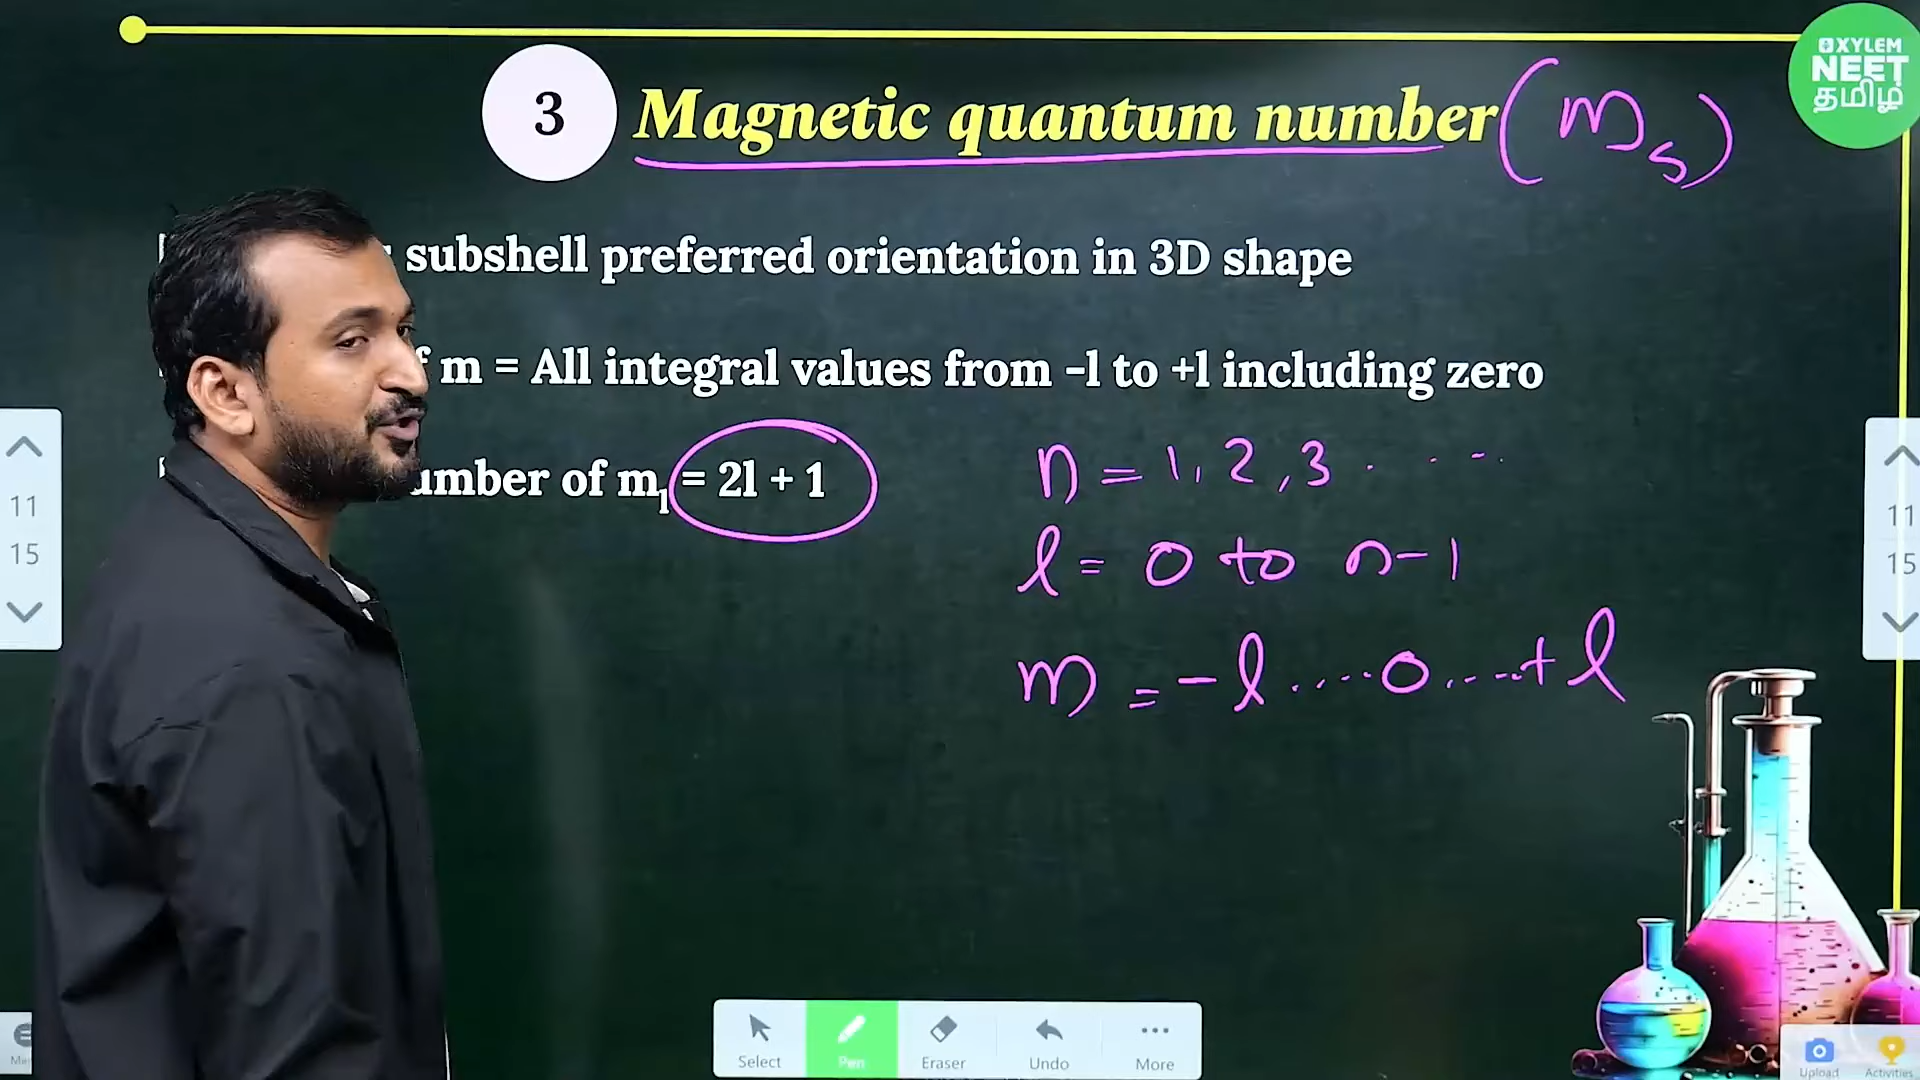 XYLEM
NEET
தமிழ்
3 Magnetic quantum number (ms)
subshell preferred orientation in 3D shape
m = All integral values from -l to +l including zero
of ml = 2l + 1
n = 1, 2, 3 . . . .
l = 0 to n-1
m = -l ....0.....+l
11
15
11
15
Select
Pen
Eraser
Undo
More
Upload
Activities